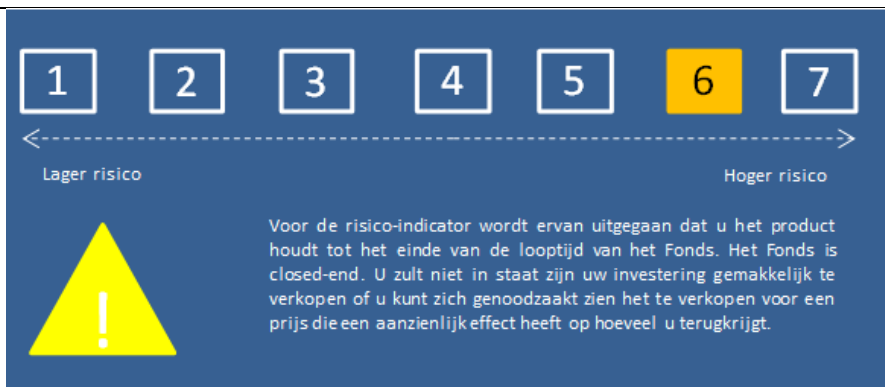 1 2 3 4 5 6 7
Lager risico Hoger risico
!
Voor de risico-indicator wordt ervan uitgegaan dat u het product
houdt tot het einde van de looptijd van het Fonds. Het Fonds is
closed-end. U zult niet in staat zijn uw investering gemakkelijk te
verkopen of u kunt zich genoodzaakt zien het te verkopen voor een
prijs die een aanzienlijk effect heeft op hoeveel u terugkrijgt.